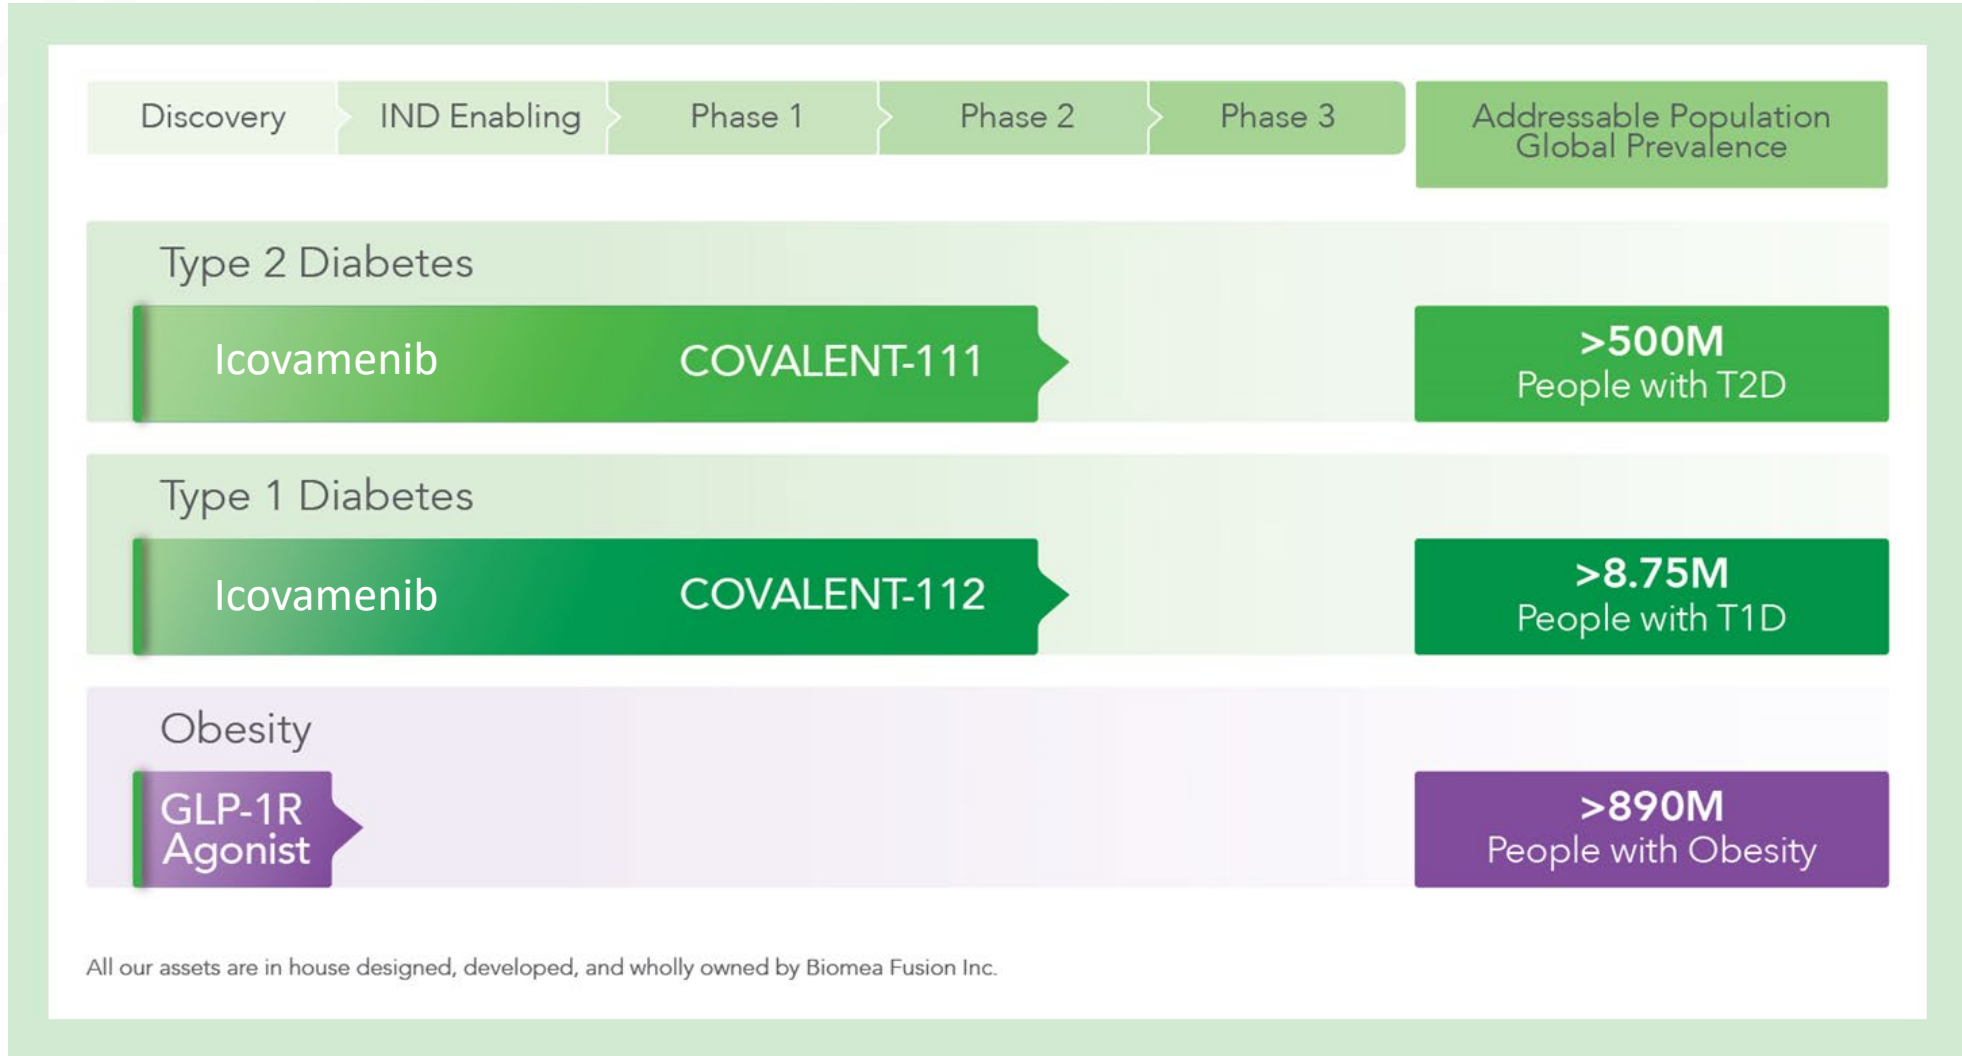 Discovery
IND Enabling
Phase 1
Phase 2
Phase 3
Addressable Population
Global Prevalence
Type 2 Diabetes
Icovamenib
COVALENT-111
>500M
People with T2D
Type 1 Diabetes
Icovamenib
COVALENT-112
>8.75M
People with T1D
Obesity
GLP-1R
Agonist
>890M
People with Obesity
All our assets are in house designed, developed, and wholly owned by Biomea Fusion Inc.